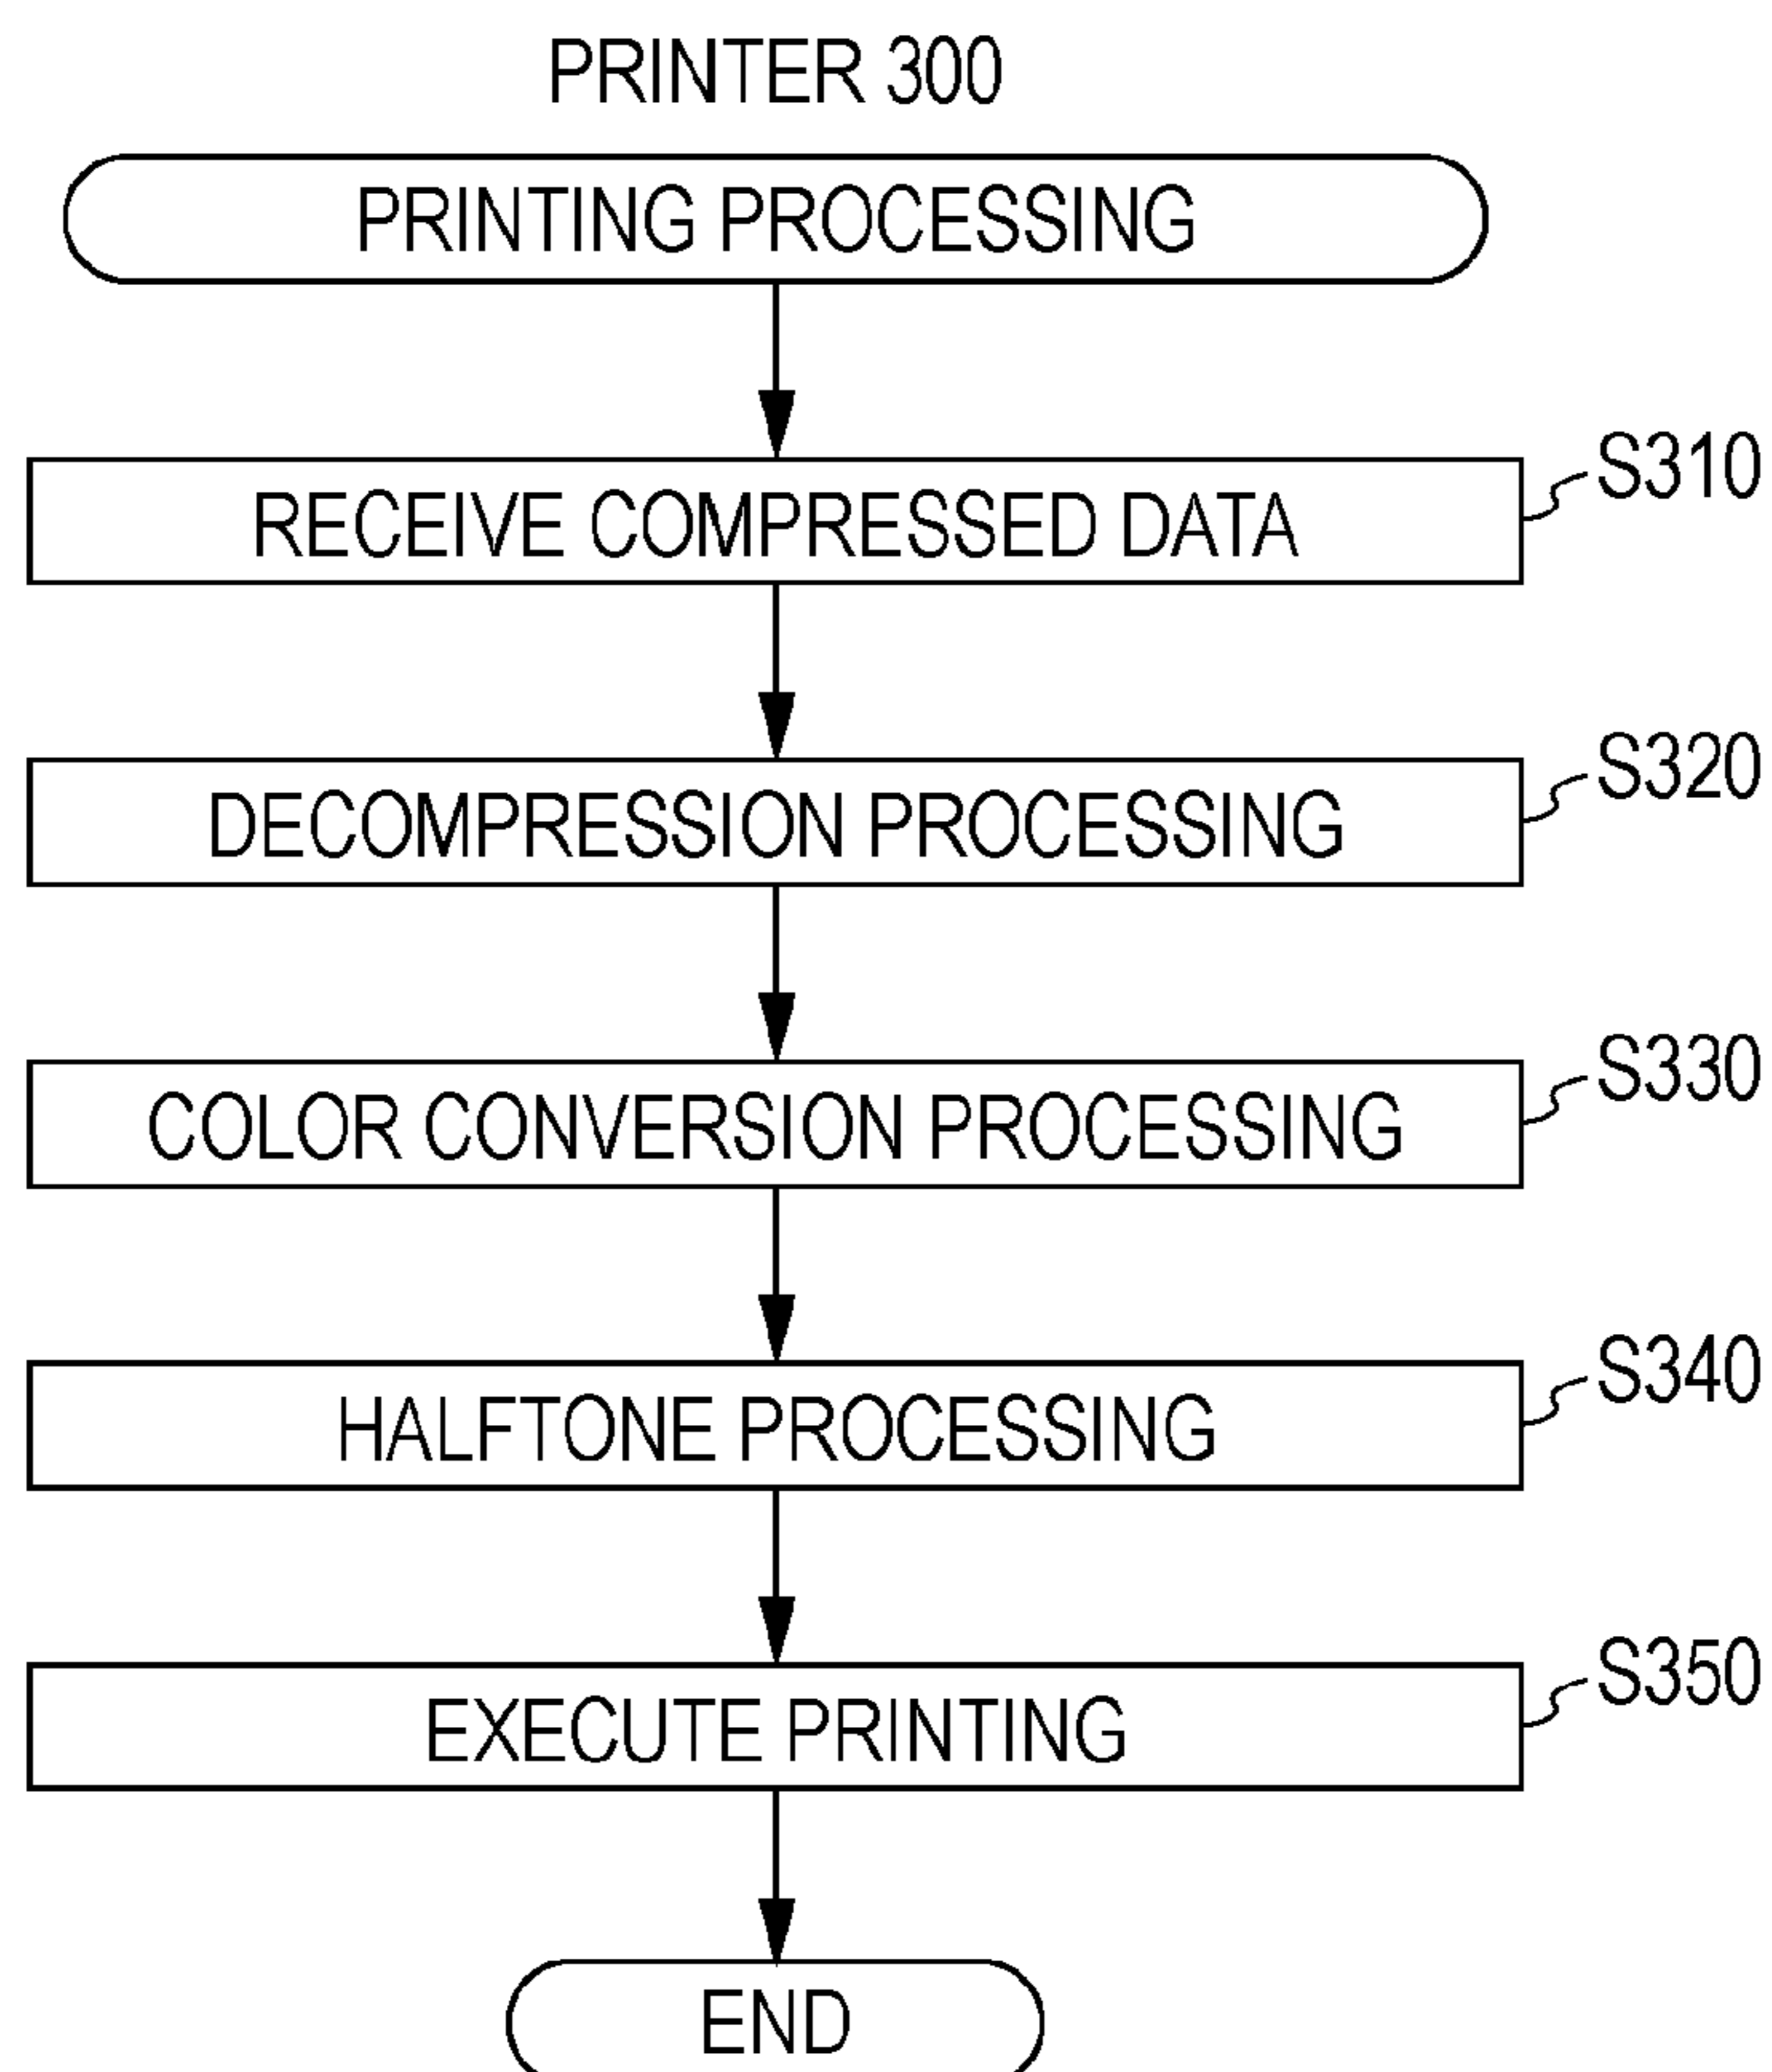 PRINTER 300
PRINTING PROCESSING
RECEIVE COMPRESSED DATA
S310
DECOMPRESSION PROCESSING
S320
COLOR CONVERSION PROCESSING
S330
HALFTONE PROCESSING
S340
EXECUTE PRINTING
S350
END